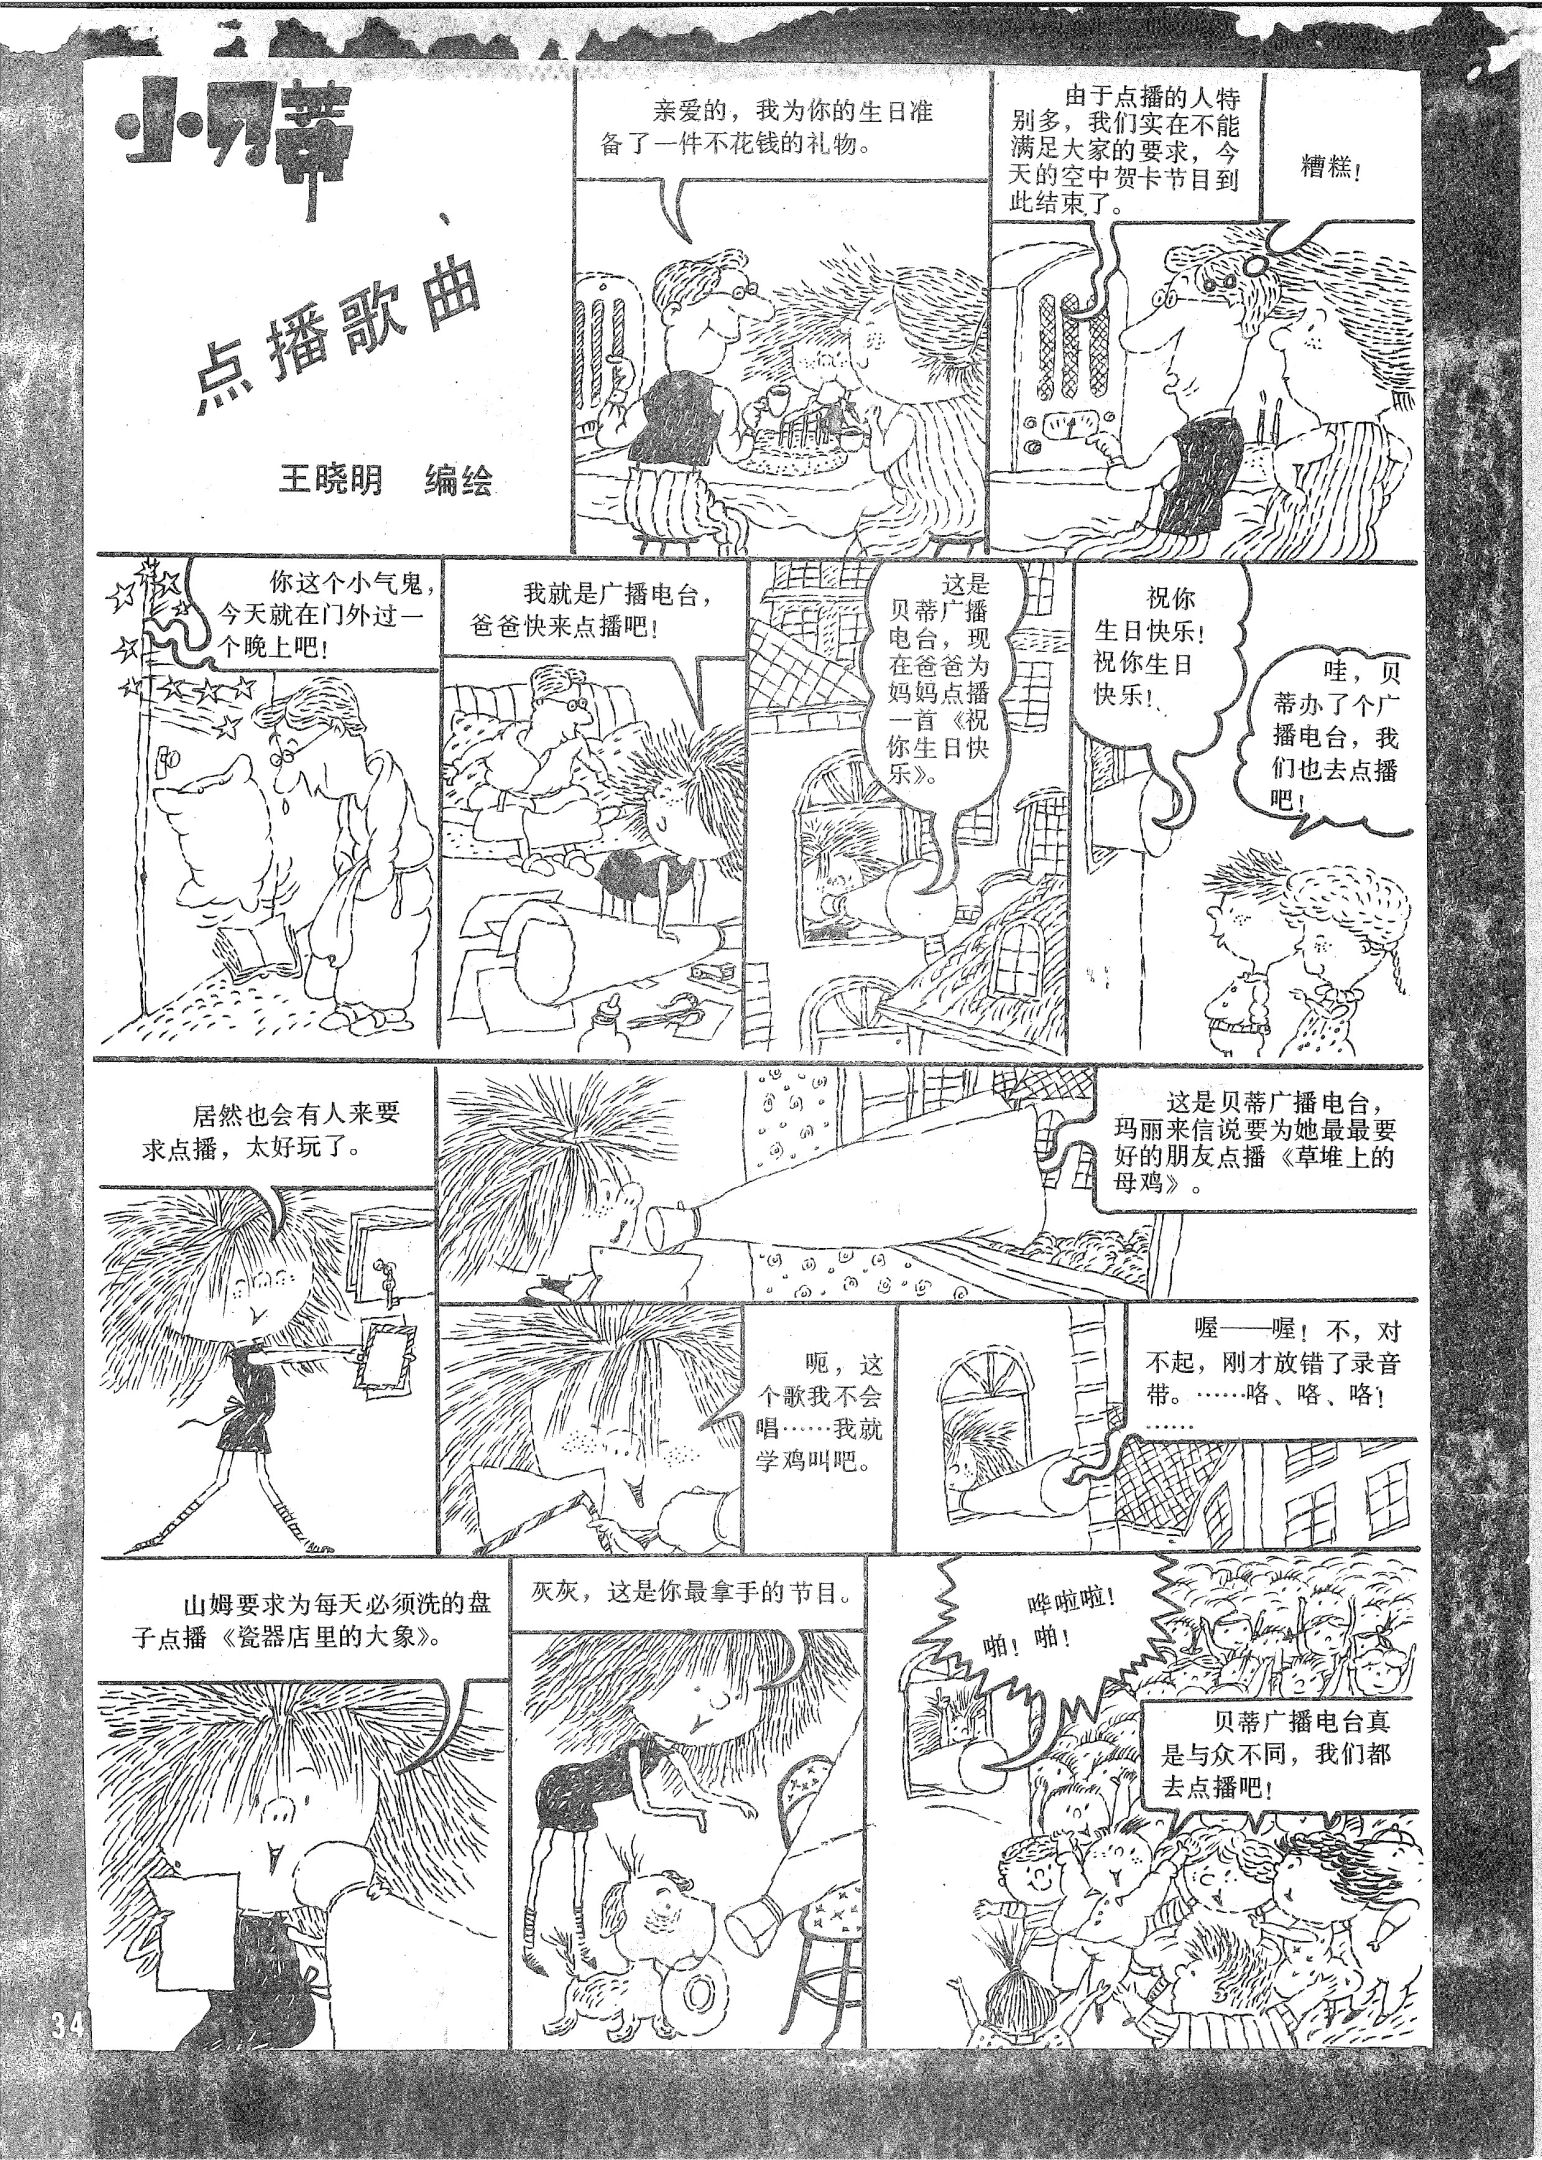 小贝蒂
点播歌曲
王晓明 编绘
亲爱的，我为你的生日准
备了一件不花钱的礼物。
由于点播的人特
别多，我们实在不能
满足大家的要求，今
天的空中贺卡节目到
此结束了。
糟糕！
你这个小气鬼，
今天就在门外过一
个晚上吧！
我就是广播电台，
爸爸快来点播吧！
这是
贝蒂广播
电台，现
在爸爸为
妈妈点播
一首《祝
你生日快
乐》。
祝你
生日快乐！
祝你生日
快乐！
哇，贝
蒂办了个广
播电台，我
们也去点播
吧！
居然也会有人来要
求点播，太好玩了。
这是贝蒂广播电台，
玛丽来信说要为她最最要
好的朋友点播《草堆上的
母鸡》。
呃，这
个歌我不会
唱……我就
学鸡叫吧。
喔——喔！不，对
不起，刚才放错了录音
带。……咯、咯、咯！
……
山姆要求为每天必须洗的盘
子点播《瓷器店里的大象》。
灰灰，这是你最拿手的节目。
哗啦啦！
啪！啪！
贝蒂广播电台真
是与众不同，我们都
去点播吧！
34